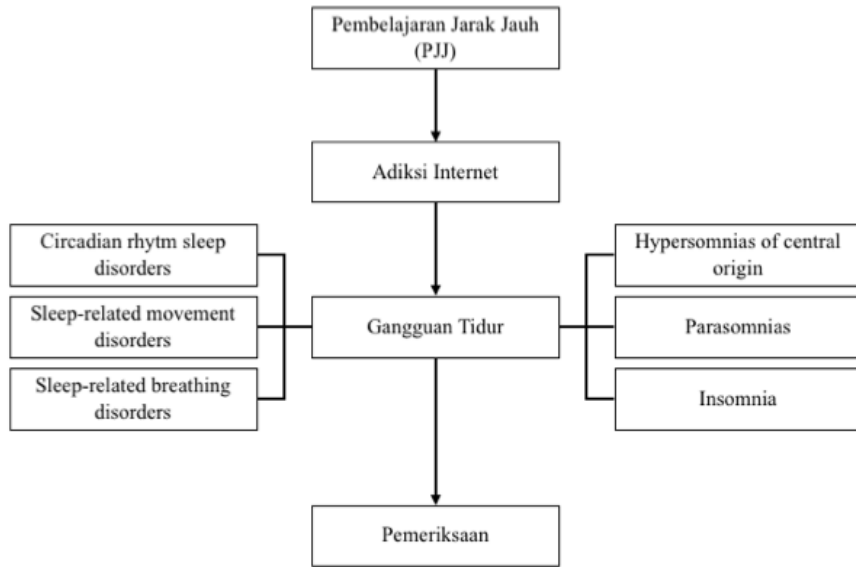 Pembelajaran Jarak Jauh
(PJJ)
Adiksi Internet
Circadian rhytm sleep
disorders
Sleep-related movement
disorders
Sleep-related breathing
disorders
Gangguan Tidur
Hypersomnias of central
origin
Parasomnias
Insomnia
Pemeriksaan